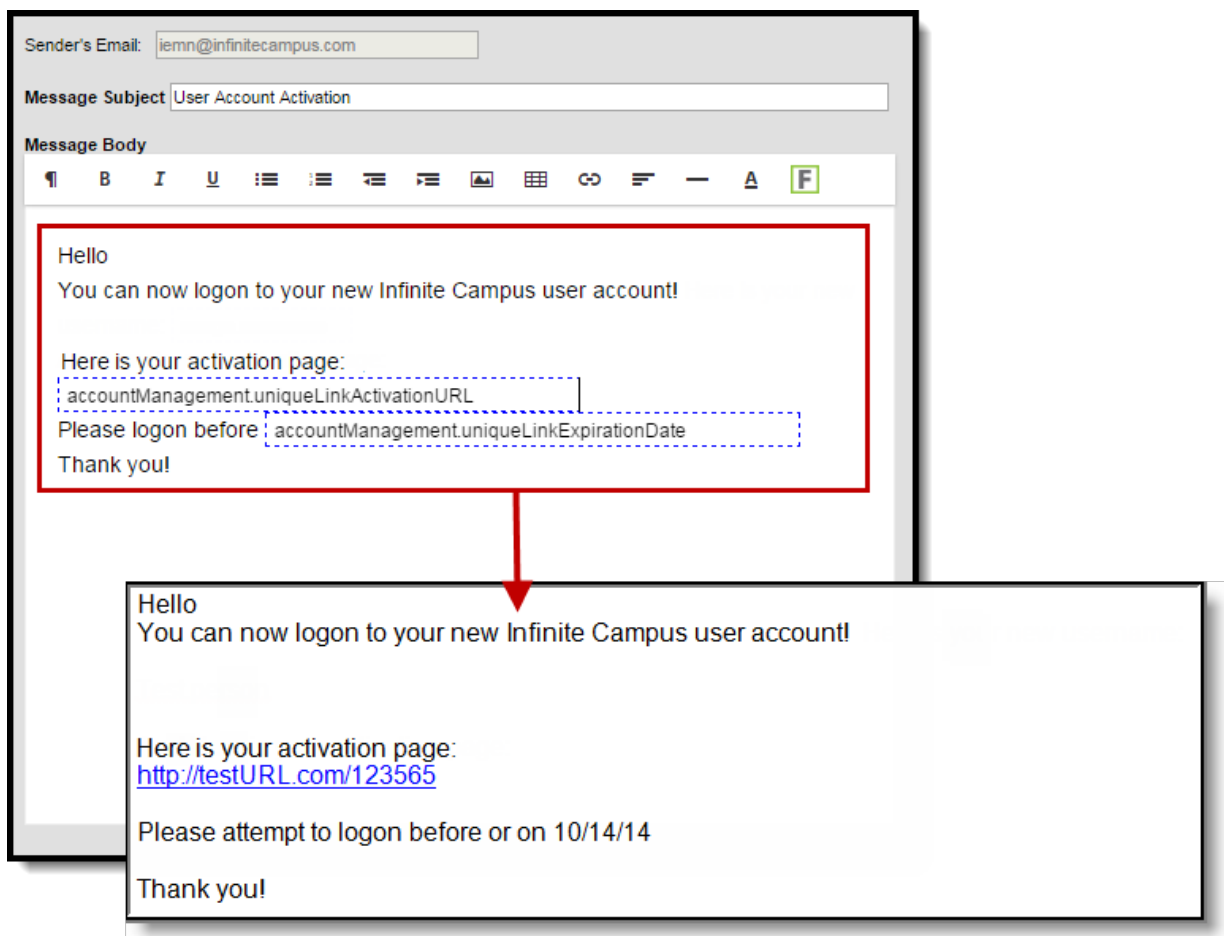 Sender's Email: iemn@infinitecampus.com
Message Subject User Account Activation
Message Body
¶ B I U A F
Hello
You can now logon to your new Infinite Campus user account!
Here is your activation page:
accountManagement.uniqueLinkActivationURL
Please logon before accountManagement.uniqueLinkExpirationDate
Thank you!
Hello
You can now logon to your new Infinite Campus user account!
Here is your activation page:
http://testURL.com/123565
Please attempt to logon before or on 10/14/14
Thank you!